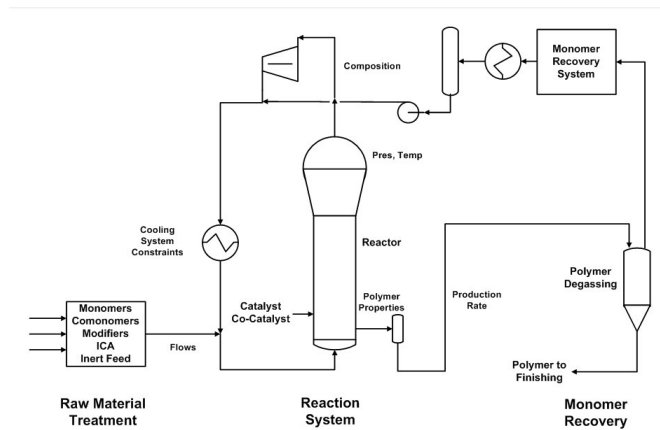 Monomer
Recovery
System
Composition
Pres, Temp
Cooling
System
Constraints
Reactor
Polymer
Degassing
Catalyst
Co-Catalyst
Polymer
Properties
Production
Rate
Monomers
Comonomers
Modifiers
ICA
Inert Feed
Flows
Polymer to
Finishing
Raw Material
Treatment
Reaction
System
Monomer
Recovery